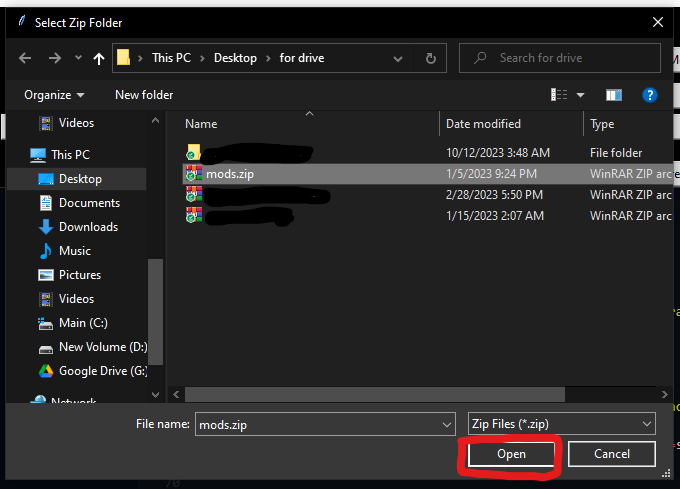 Select Zip Folder
This PC > Desktop > for drive
Search for drive
Organize
New folder
Name
Date modified
Type
Videos
This PC
Desktop
Documents
Downloads
Music
Pictures
Videos
Main (C:)
New Volume (D:)
Google Drive (G:)
10/12/2023 3:48 AM File folder
mods.zip 1/5/2023 9:24 PM WinRAR ZIP arc
2/28/2023 5:50 PM WinRAR ZIP arc
1/15/2023 2:07 AM WinRAR ZIP arc
File name: mods.zip
Zip Files (*.zip)
Open
Cancel